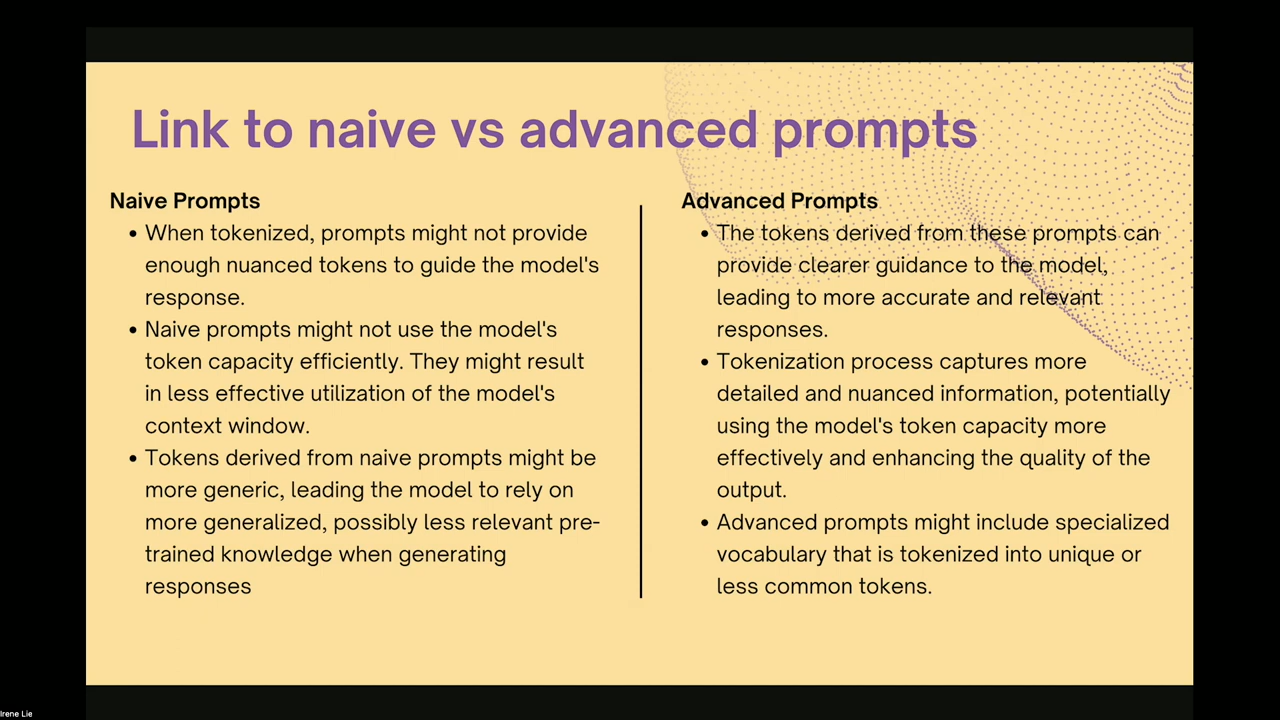 Link to naive vs advanced prompts
Naive Prompts
• When tokenized, prompts might not provide
enough nuanced tokens to guide the model's
response.
• Naive prompts might not use the model's
token capacity efficiently. They might result
in less effective utilization of the model's
context window.
• Tokens derived from naive prompts might be
more generic, leading the model to rely on
more generalized, possibly less relevant pre-
trained knowledge when generating
responses
Advanced Prompts
• The tokens derived from these prompts can
provide clearer guidance to the model,
leading to more accurate and relevant
responses.
• Tokenization process captures more
detailed and nuanced information, potentially
using the model's token capacity more
effectively and enhancing the quality of the
output.
• Advanced prompts might include specialized
vocabulary that is tokenized into unique or
less common tokens.
Irene Lie